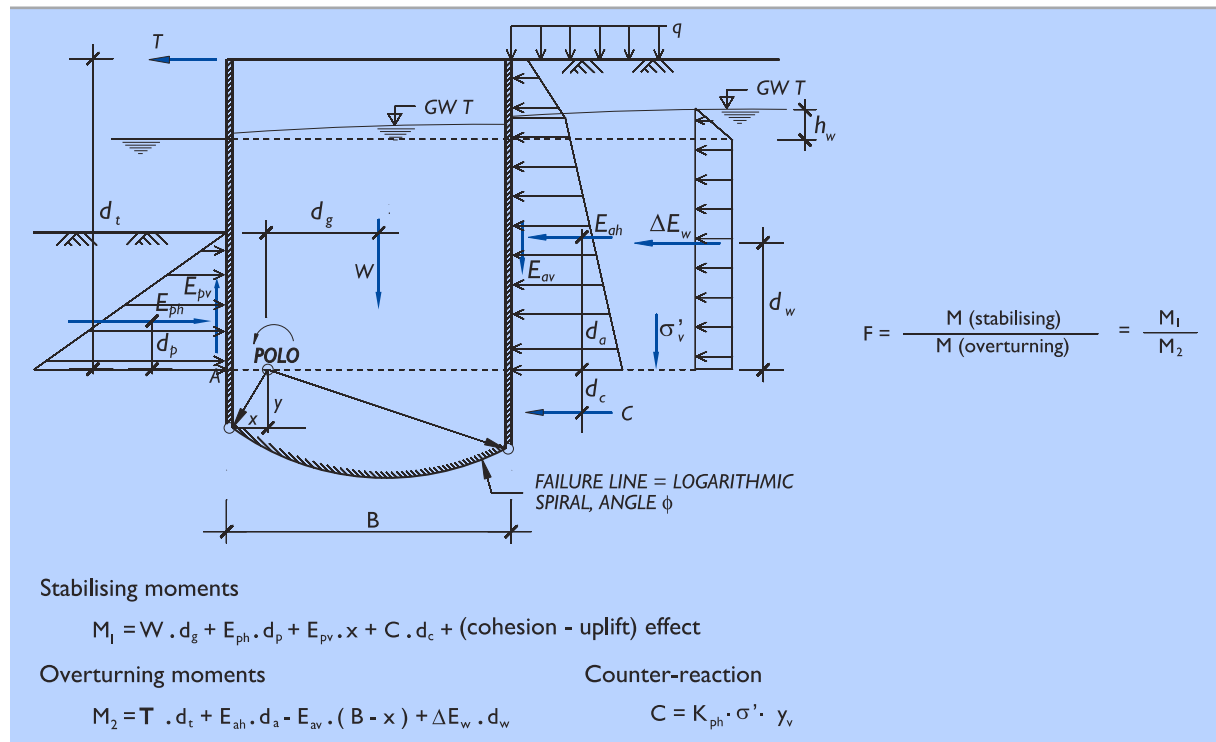 T
q
GW T
GW T
h_w
d_t
d_g
E_ah
ΔE_w
W
E_av
E_pv
E_ph
d_w
σ'_v
d_a
d_p
POLO
A
d_c
y
x
C
F = M (stabilising) / M (overturning) = M_1 / M_2
FAILURE LINE = LOGARITHMIC
SPIRAL, ANGLE ϕ
B
Stabilising moments
M_1 = W . d_g + E_ph . d_p + E_pv . x + C . d_c + (cohesion - uplift) effect
Overturning moments
Counter-reaction
M_2 = T . d_t + E_ah . d_a - E_av . ( B - x ) + ΔE_w . d_w
C = K_ph · σ' · y_v